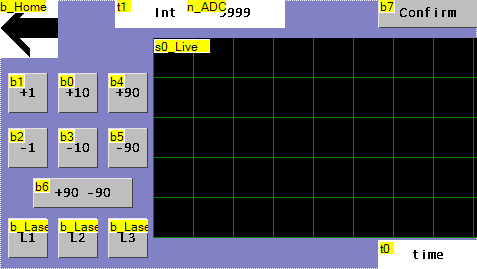 b_Home
t1
n_ADC
b7
Int
9999
Confirm
s0_Live
b1
b0
b4
+1
+10
+90
b2
b3
b5
-1
-10
-90
b6
+90 -90
b_Lase
b_Lase
b_Lase
L1
L2
L3
t0
time